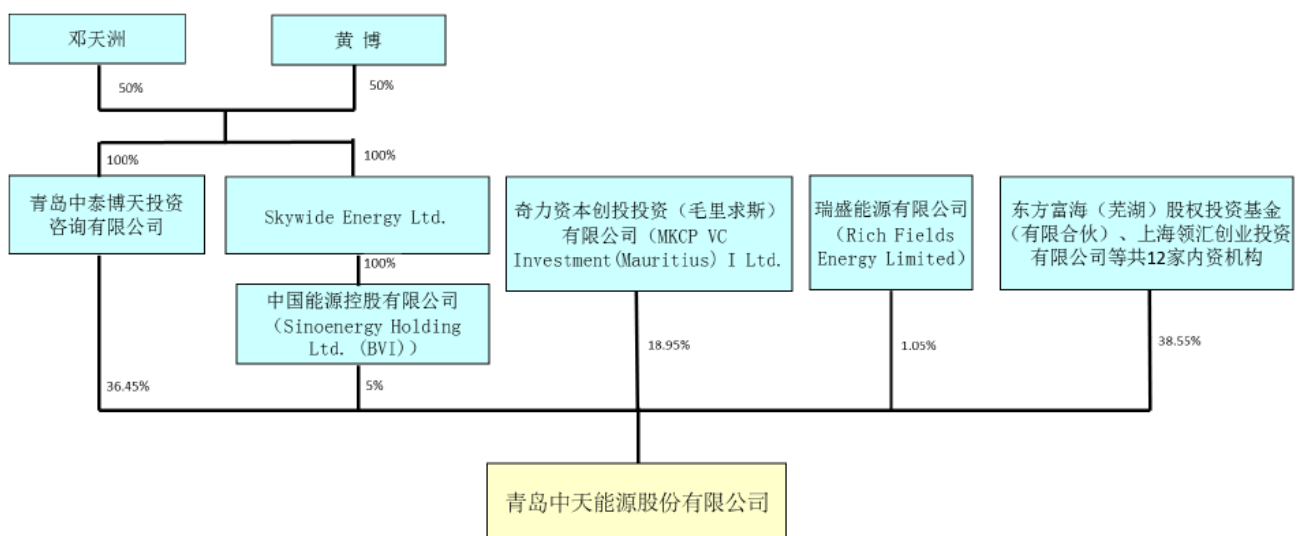 邓天洲
黄 博
50%
50%
100%
100%
青岛中泰博天投资
咨询有限公司
Skywide Energy Ltd.
奇力资本创投投资（毛里求斯）
有限公司（MKCP VC
Investment(Mauritius) I Ltd.
瑞盛能源有限公司
（Rich Fields
Energy Limited）
东方富海（芜湖）股权投资基金
（有限合伙）、上海领汇创业投资
有限公司等共12家内资机构
100%
中国能源控股有限公司
（Sinoenergy Holding
Ltd. (BVI)）
36.45%
5%
18.95%
1.05%
38.55%
青岛中天能源股份有限公司